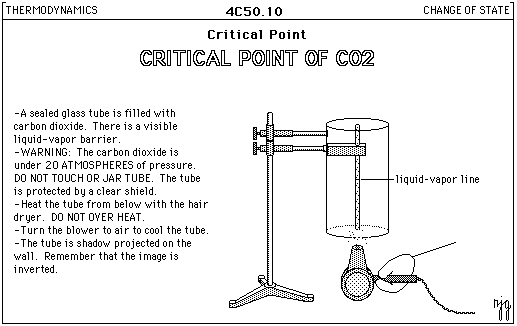 THERMODYNAMICS
4C50.10
CHANGE OF STATE
Critical Point
CRITICAL POINT OF CO2
-A sealed glass tube is filled with
carbon dioxide. There is a visible
liquid-vapor barrier.
-WARNING: The carbon dioxide is
under 20 ATMOSPHERES of pressure.
DO NOT TOUCH OR JAR TUBE. The tube
is protected by a clear shield.
-Heat the tube from below with the hair
dryer. DO NOT OVER HEAT.
-Turn the blower to air to cool the tube.
-The tube is shadow projected on the
wall. Remember that the image is
inverted.
liquid-vapor line